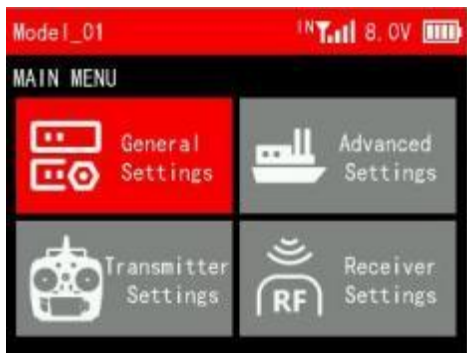 Model_01 IN 8.0V
MAIN MENU
General
Settings
Advanced
Settings
Transmitter
Settings
RF
Receiver
Settings